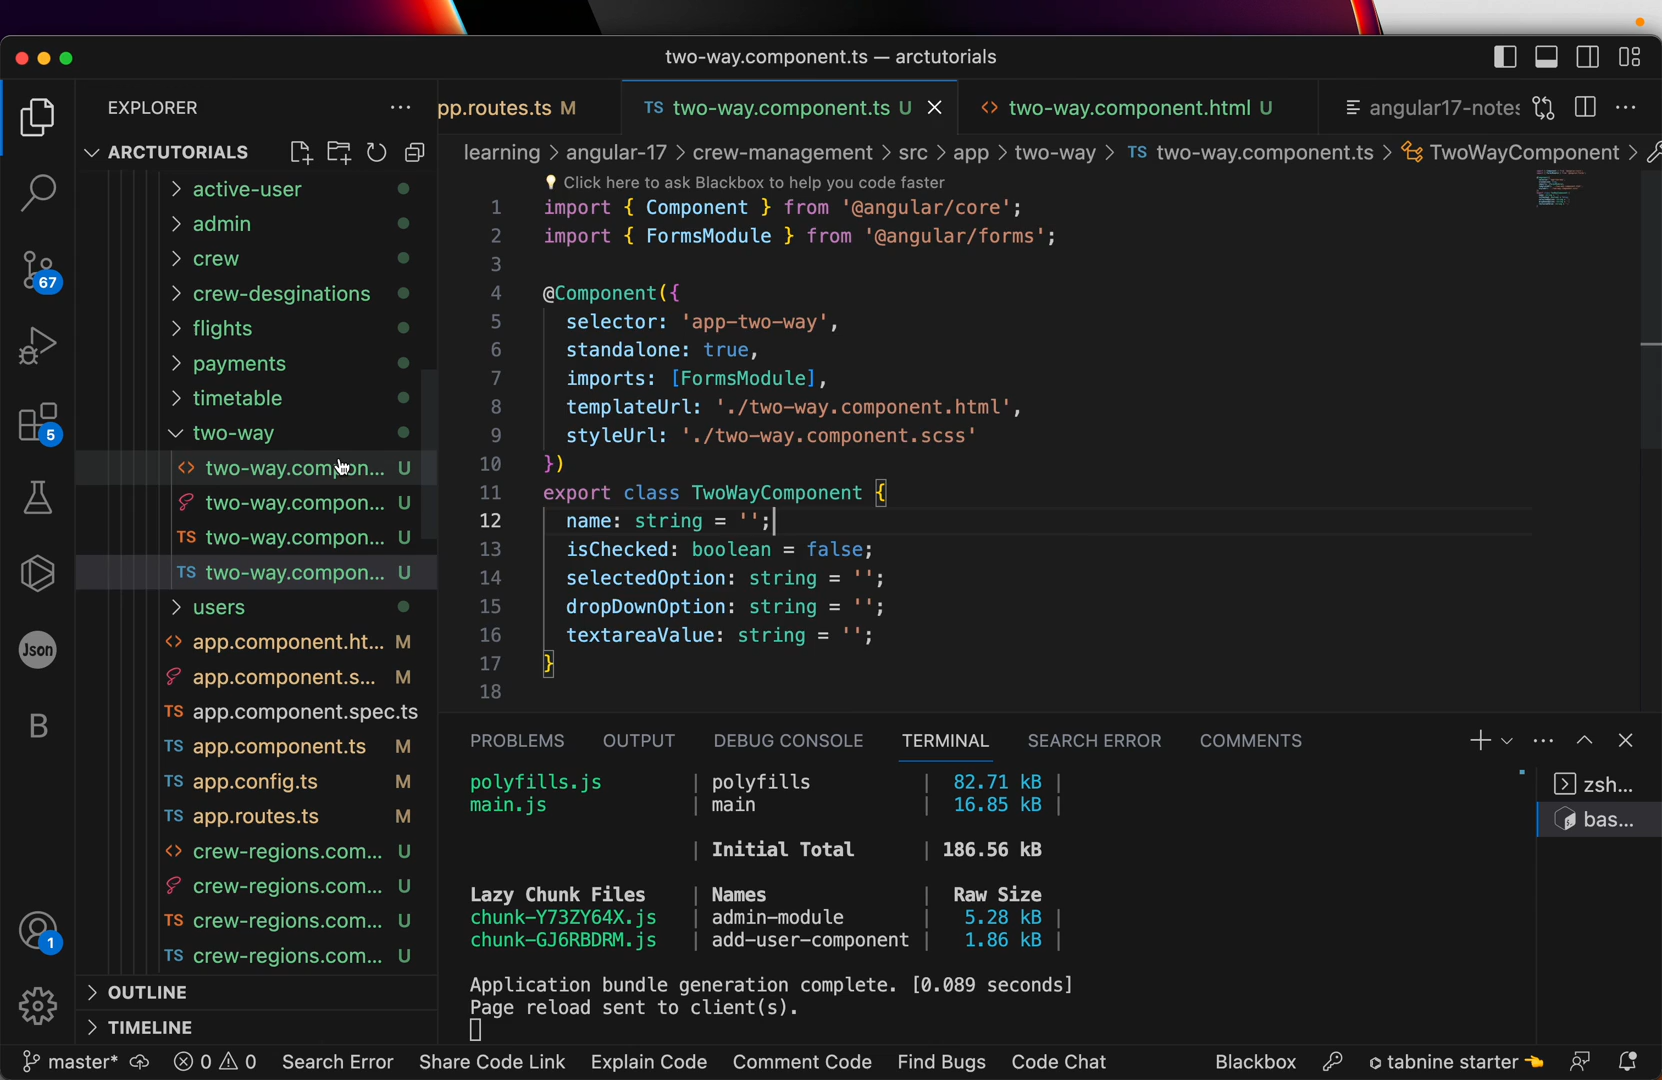 two-way.component.ts — arctutorials
EXPLORER
pp.routes.ts M
TS two-way.component.ts U
<> two-way.component.html U
angular17-notes
ARCTUTORIALS
learning > angular-17 > crew-management > src > app > two-way > TS two-way.component.ts > TwoWayComponent >
active-user
admin
crew
crew-desginations
flights
payments
timetable
two-way
<> two-way.compon... U
two-way.compon... U
TS two-way.compon... U
TS two-way.compon... U
users
<> app.component.ht... M
app.component.s... M
TS app.component.spec.ts
TS app.component.ts M
TS app.config.ts M
TS app.routes.ts M
<> crew-regions.com... U
crew-regions.com... U
TS crew-regions.com... U
TS crew-regions.com... U
OUTLINE
TIMELINE
67
5
Json
B
1
Click here to ask Blackbox to help you code faster
1 import { Component } from '@angular/core';
2 import { FormsModule } from '@angular/forms';
3
4 @Component({
5 selector: 'app-two-way',
6 standalone: true,
7 imports: [FormsModule],
8 templateUrl: './two-way.component.html',
9 styleUrl: './two-way.component.scss'
10 })
11 export class TwoWayComponent {
12 name: string = '';
13 isChecked: boolean = false;
14 selectedOption: string = '';
15 dropDownOption: string = '';
16 textareaValue: string = '';
17 }
18
PROBLEMS OUTPUT DEBUG CONSOLE TERMINAL SEARCH ERROR COMMENTS
polyfills.js | polyfills | 82.71 kB |
main.js | main | 16.85 kB |
| Initial Total | 186.56 kB
Lazy Chunk Files | Names | Raw Size
chunk-Y73ZY64X.js | admin-module | 5.28 kB |
chunk-GJ6RBDRM.js | add-user-component | 1.86 kB |
Application bundle generation complete. [0.089 seconds]
Page reload sent to client(s).
zsh...
bas...
master* 0 0 Search Error Share Code Link Explain Code Comment Code Find Bugs Code Chat Blackbox tabnine starter